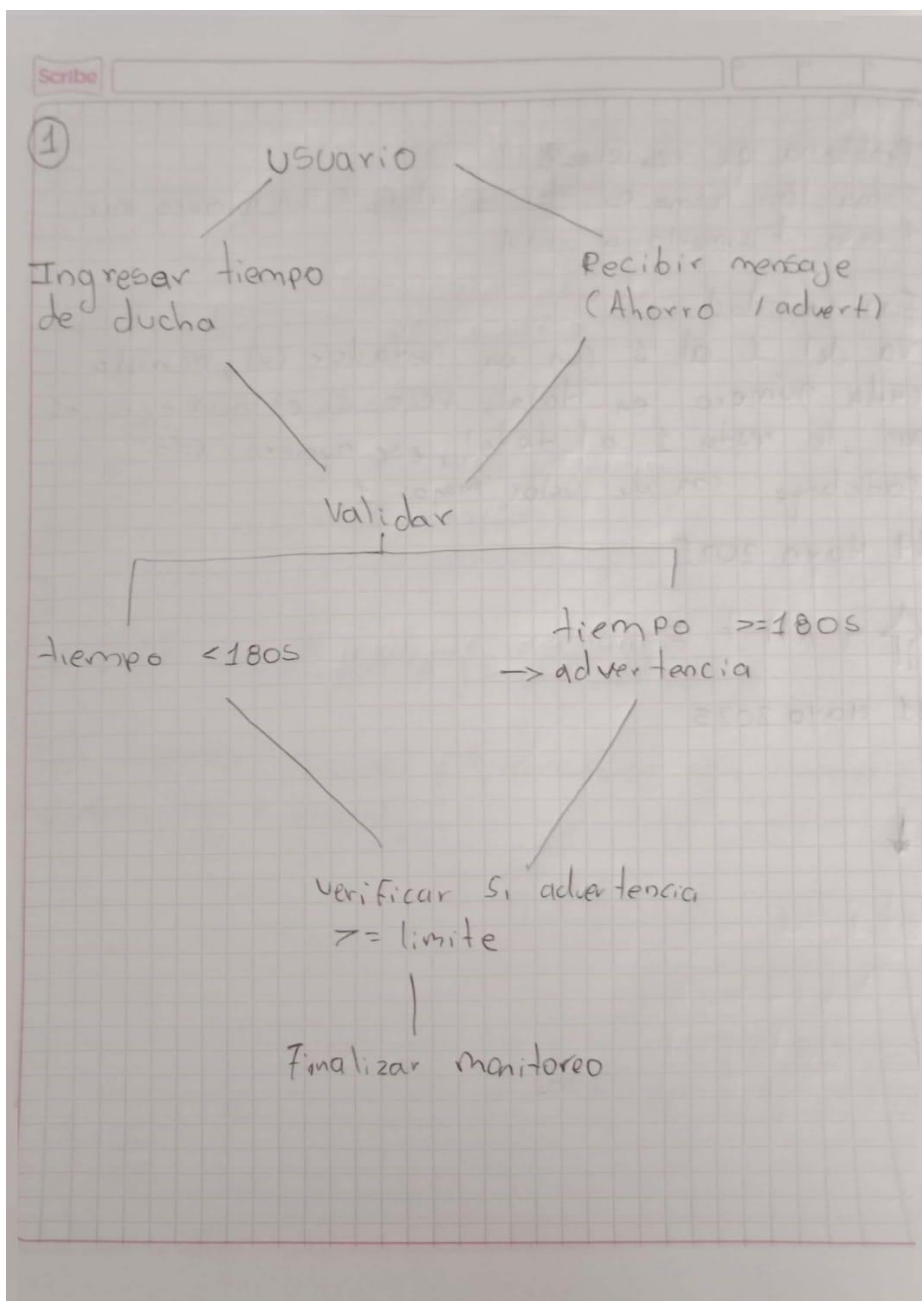 Scribe
1
usuario
Ingresar tiempo
de ducha
Recibir mensaje
(Ahorro / advert)
Validar
tiempo <180s
tiempo >=180s
-> advertencia
verificar si advertencia
>= limite
Finalizar monitoreo